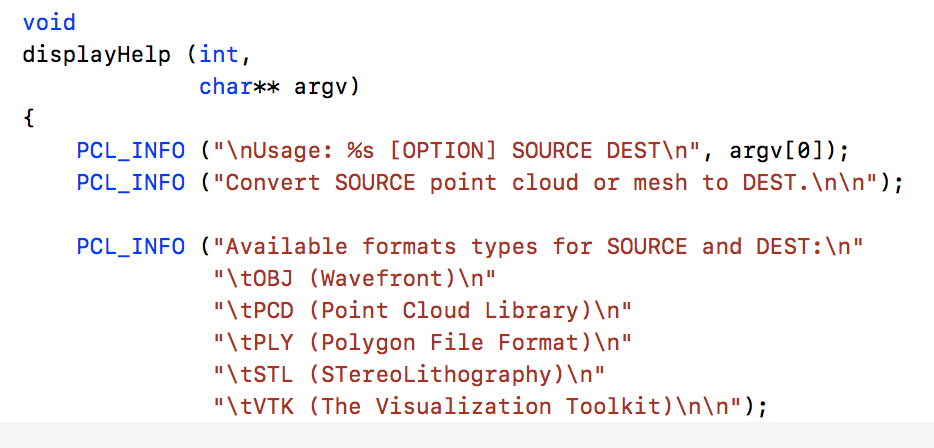 void
displayHelp (int,
             char** argv)
{
    PCL_INFO ("\nUsage: %s [OPTION] SOURCE DEST\n", argv[0]);
    PCL_INFO ("Convert SOURCE point cloud or mesh to DEST.\n\n");

    PCL_INFO ("Available formats types for SOURCE and DEST:\n"
              "\tOBJ (Wavefront)\n"
              "\tPCD (Point Cloud Library)\n"
              "\tPLY (Polygon File Format)\n"
              "\tSTL (STereoLithography)\n"
              "\tVTK (The Visualization Toolkit)\n\n");